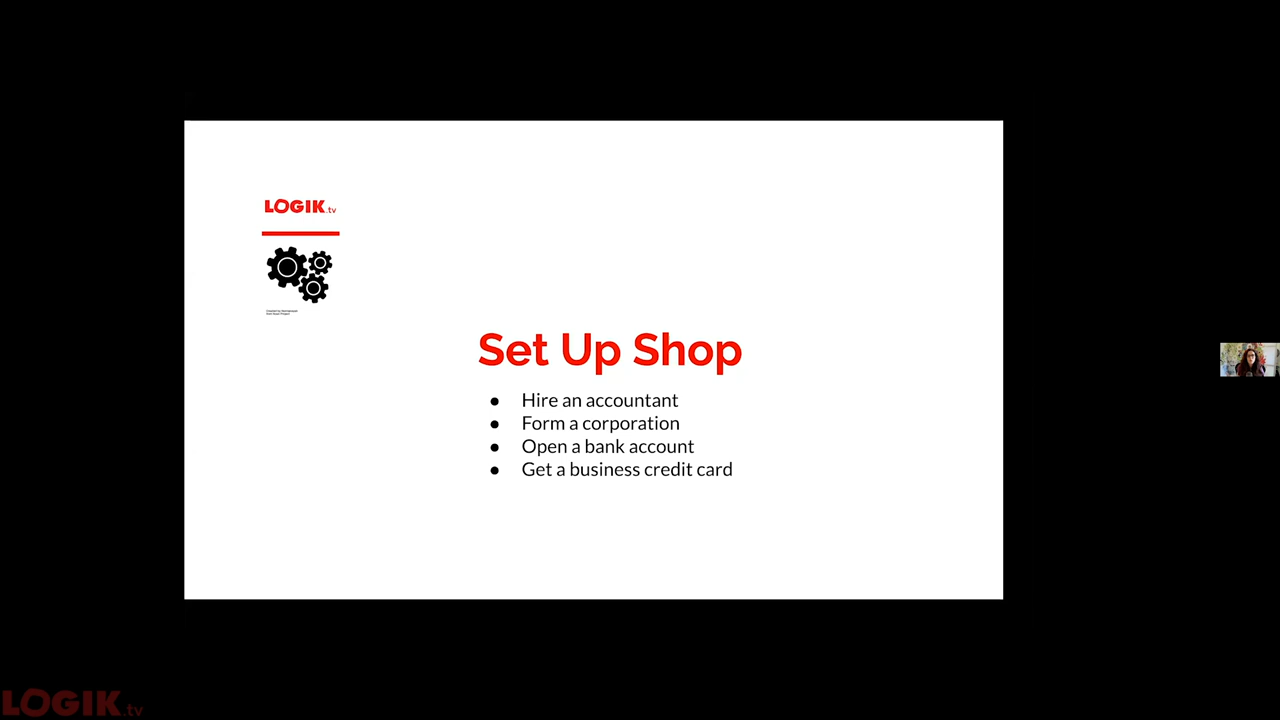 LOGIK.tv
Set Up Shop
● Hire an accountant
● Form a corporation
● Open a bank account
● Get a business credit card
LOGIK.tv